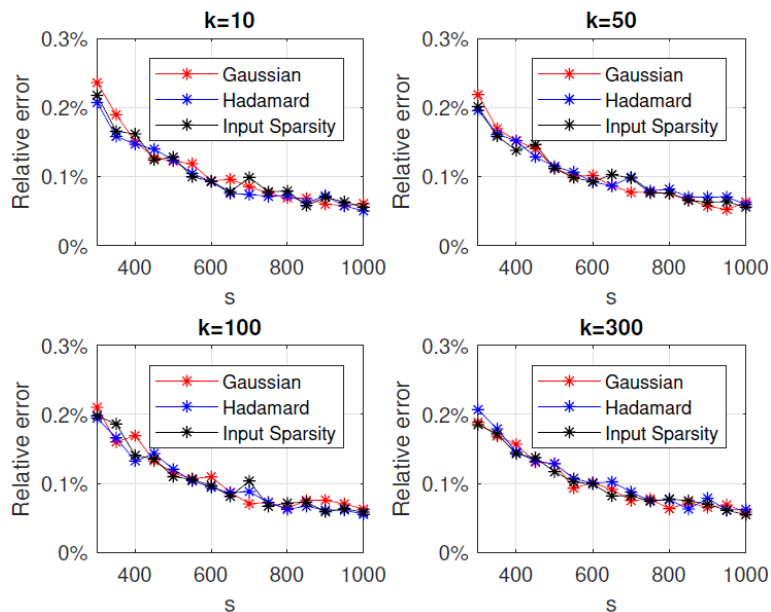 k=10
0.3%
0.2%
0.1%
0%
Relative error
Gaussian
Hadamard
Input Sparsity
400 600 800 1000
s
k=50
0.3%
0.2%
0.1%
0%
Relative error
Gaussian
Hadamard
Input Sparsity
400 600 800 1000
s
k=100
0.3%
0.2%
0.1%
0%
Relative error
Gaussian
Hadamard
Input Sparsity
400 600 800 1000
s
k=300
0.3%
0.2%
0.1%
0%
Relative error
Gaussian
Hadamard
Input Sparsity
400 600 800 1000
s